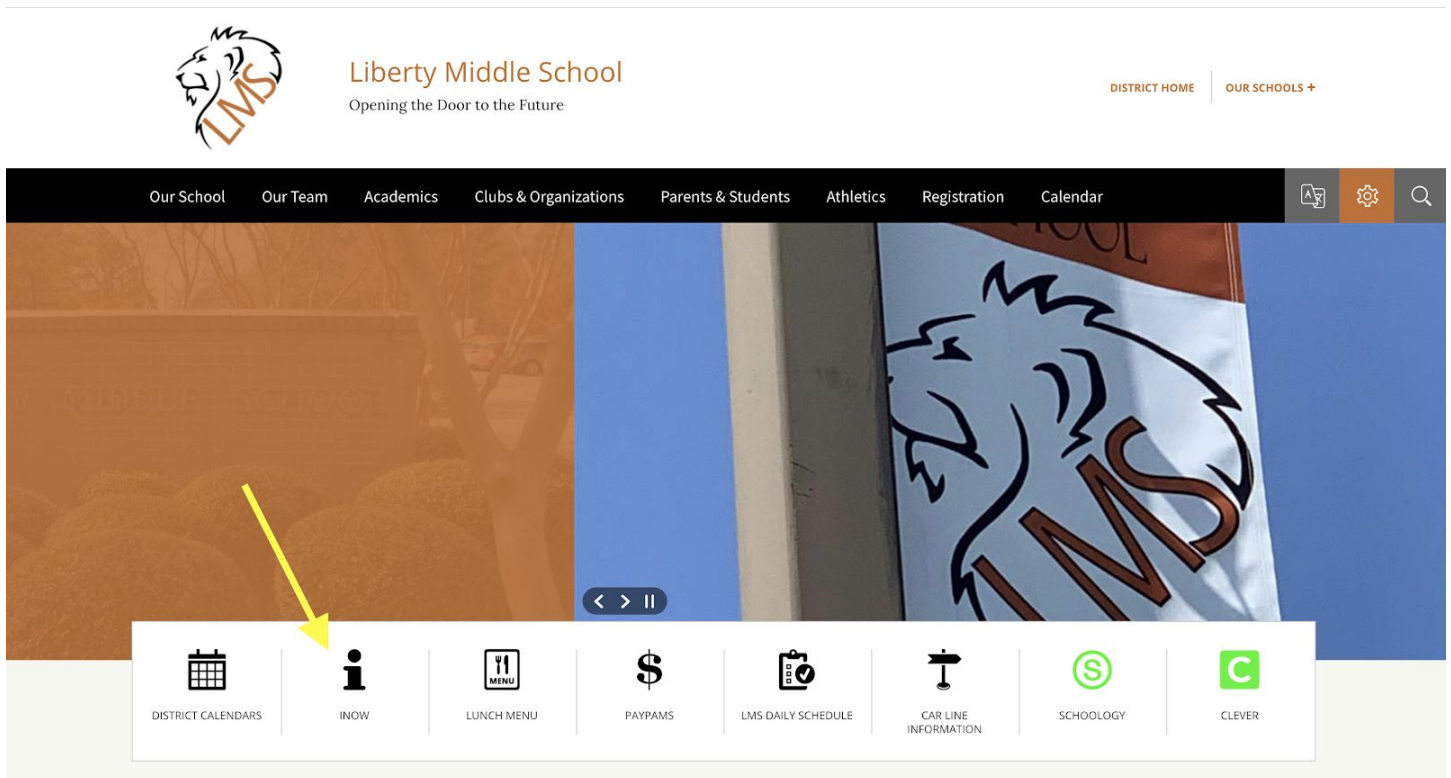 LMS
Liberty Middle School
Opening the Door to the Future
DISTRICT HOME
OUR SCHOOLS +
Our School
Our Team
Academics
Clubs & Organizations
Parents & Students
Athletics
Registration
Calendar
MIDDLE SCHOOL
LMS
DISTRICT CALENDARS
INOW
MENU
LUNCH MENU
$
PAYPAMS
LMS DAILY SCHEDULE
CAR LINE
INFORMATION
S
SCHOOLOGY
C
CLEVER